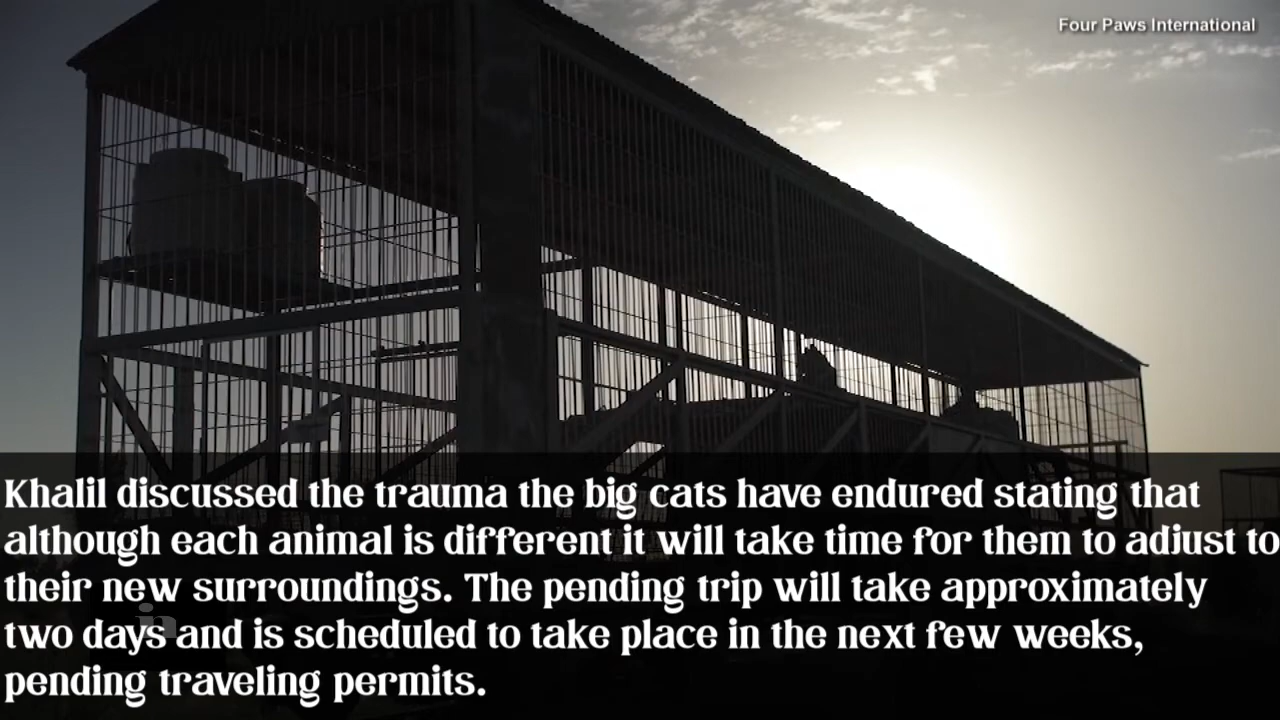 Four Paws International
Khalil discussed the trauma the big cats have endured stating that
although each animal is different it will take time for them to adjust to
their new surroundings. The pending trip will take approximately
two days and is scheduled to take place in the next few weeks,
pending traveling permits.
in